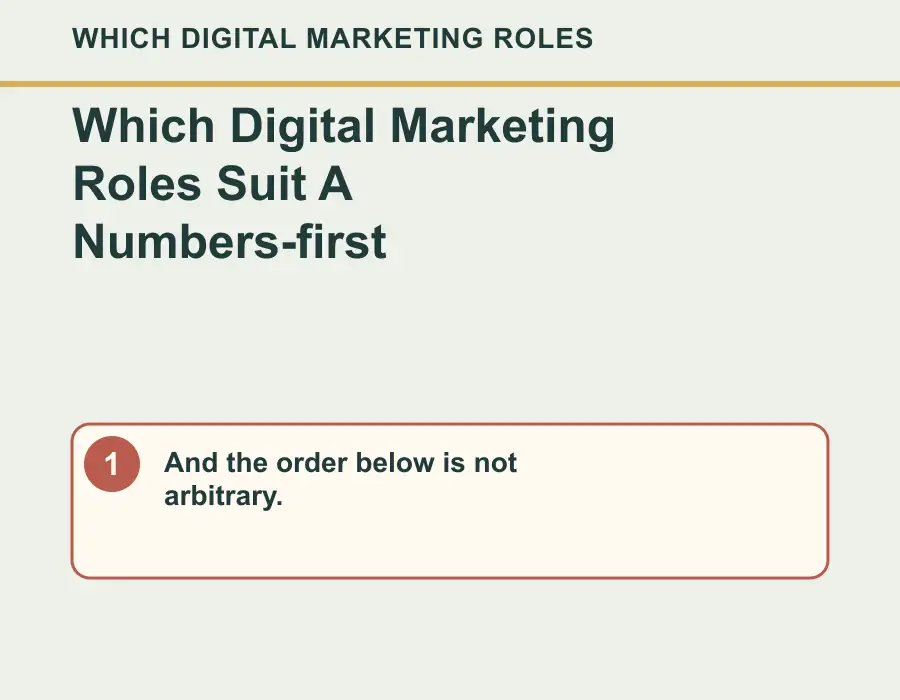 WHICH DIGITAL MARKETING ROLES
Which Digital Marketing
Roles Suit A
Numbers-first
1
And the order below is not
arbitrary.